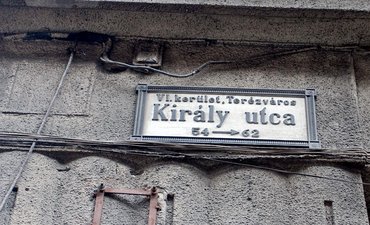 VI. kerület, Terézváros
Király utca
54 → 62